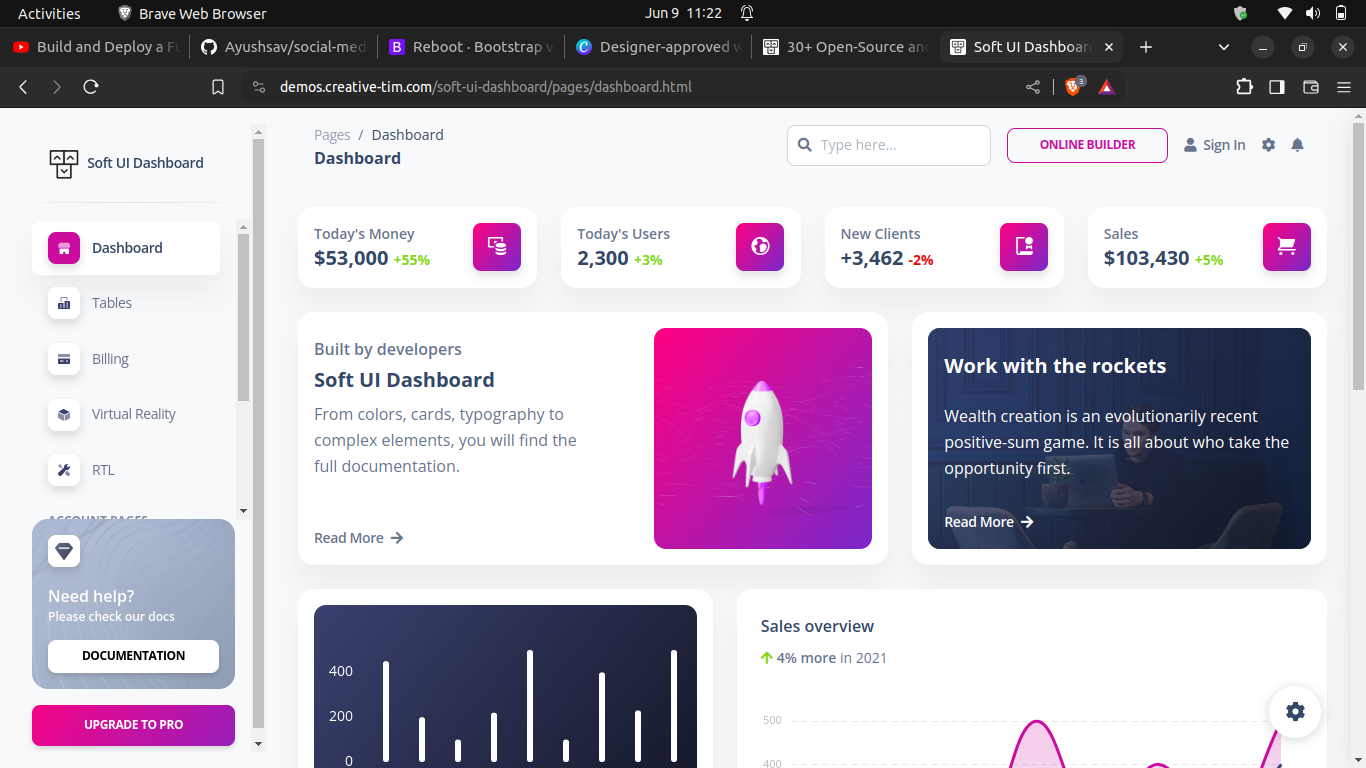 Activities
Brave Web Browser
Jun 9 11:22
Build and Deploy a Fu
Ayushsav/social-med
Reboot · Bootstrap v
Designer-approved w
30+ Open-Source and
Soft UI Dashboard
demos.creative-tim.com/soft-ui-dashboard/pages/dashboard.html
3
Soft UI Dashboard
Pages / Dashboard
Dashboard
Type here...
ONLINE BUILDER
Sign In
Dashboard
Tables
Billing
Virtual Reality
RTL
ACCOUNT PAGES
Need help?
Please check our docs
DOCUMENTATION
UPGRADE TO PRO
Today's Money
$53,000 +55%
Today's Users
2,300 +3%
New Clients
+3,462 -2%
Sales
$103,430 +5%
Built by developers
Soft UI Dashboard
From colors, cards, typography to
complex elements, you will find the
full documentation.
Read More
Work with the rockets
Wealth creation is an evolutionarily recent
positive-sum game. It is all about who take the
opportunity first.
Read More
400
200
0
Sales overview
4% more in 2021
500
400